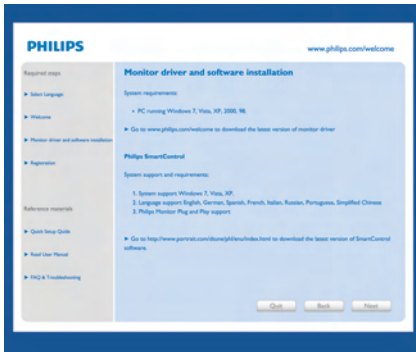 PHILIPS
www.philips.com/welcome
Required steps
► Select Language
► Welcome
► Monitor driver and software installation
► Registration
Reference materials
► Quick Setup Guide
► Read User Manual
► FAQ & Troubleshooting
Monitor driver and software installation
System requirements:
• PC running Windows 7, Vista, XP, 2000, 98.
► Go to www.philips.com/welcome to download the latest version of monitor driver
Philips SmartControl
System support and requirements:
1. System support Windows 7, Vista, XP.
2. Language support English, German, Spanish, French, Italian, Russian, Portuguese, Simplified Chinese
3. Philips Monitor Plug and Play support
► Go to http://www.portrait.com/dtune/phl/enu/index.html to download the latest version of SmartControl
software.
Quit
Back
Next